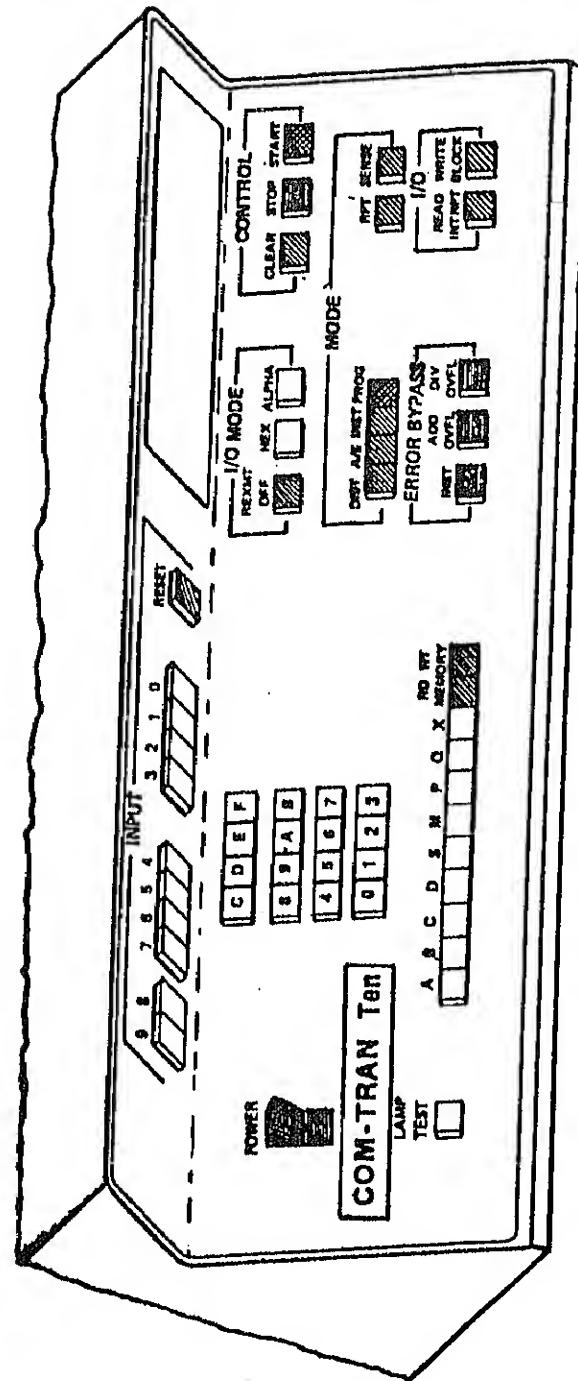 INPUT
9 8 7 6 5 4 3 2 1 0
RESET
POWER
COM-TRAN Ten
LAMP
TEST
C D E F
8 9 A B
4 5 6 7
0 1 2 3
A B C D S M P Q X
RD WT
MEMORY
I/O MODE
REXMT
OFF HEX ALPHA
CONTROL
CLEAR STOP START
MODE
DIST A/E INST PROG
RPT SENSE
ERROR BYPASS
ADD DIV
INST OVFL OVFL
I/O
READ WRITE
INTRPT BLOCK